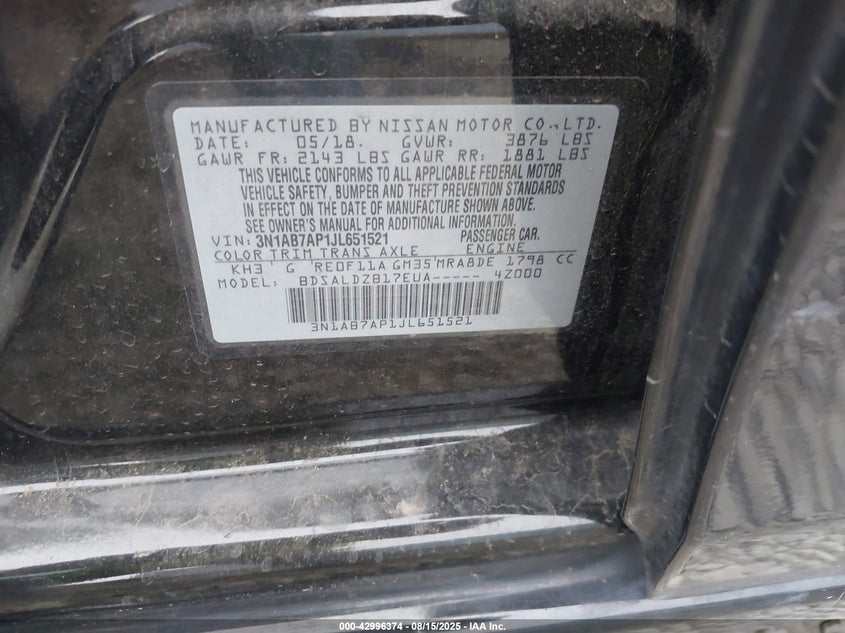 MANUFACTURED BY NISSAN MOTOR CO.,LTD.
DATE: 05/18. GVWR: 3876 LBS
GAWR FR: 2143 LBS GAWR RR: 1881 LBS
THIS VEHICLE CONFORMS TO ALL APPLICABLE FEDERAL MOTOR
VEHICLE SAFETY, BUMPER AND THEFT PREVENTION STANDARDS
IN EFFECT ON THE DATE OF MANUFACTURE SHOWN ABOVE.
SEE OWNER'S MANUAL FOR ADDITIONAL INFORMATION.
VIN: 3N1AB7AP1JL651521 PASSENGER CAR.
COLOR TRIM TRANS AXLE ENGINE
KH3 G RE0F11A GM35 MRA8DE 1798 CC
MODEL: BDSALDZB17EUA----- 4Z000
3N1AB7AP1JL651521
000-42996374 | 08/15/2025 - IAA Inc.